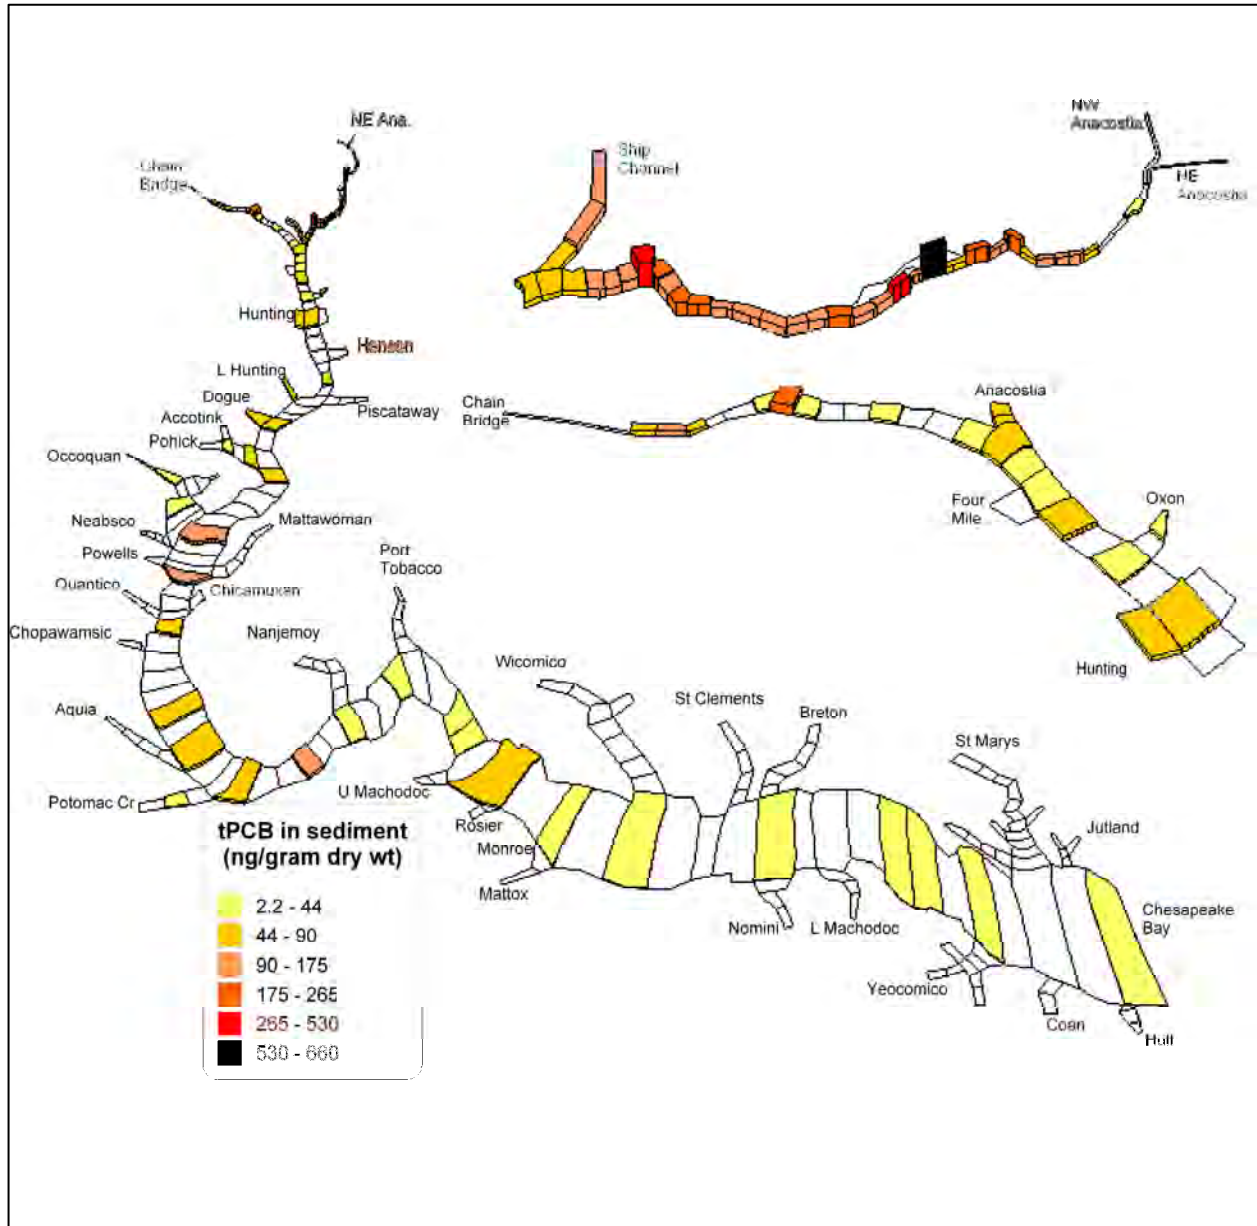 NE Ana.
Chain
Bridge
Hunting
Hanson
L Hunting
Dogue
Accotink
Pohick
Piscataway
Occoquan
Neabsco
Mattawoman
Powells
Quantico
Chicamuxen
Chopawamsic
Port
Tobacco
Nanjemoy
Aquia
Potomac Cr
U Machodoc
Rosier
Monroe
Mattox
Wicomico
St Clements
Breton
St Marys
Jutland
Chesapeake
Bay
Nomini
L Machodoc
Yeocomico
Coan
Hull
Ship
Channel
NW
Anacostia
NE
Anacostia
Chain
Bridge
Anacostia
Four
Mile
Oxon
Hunting
tPCB in sediment
(ng/gram dry wt)
2.2 - 44
44 - 90
90 - 175
175 - 265
265 - 530
530 - 660